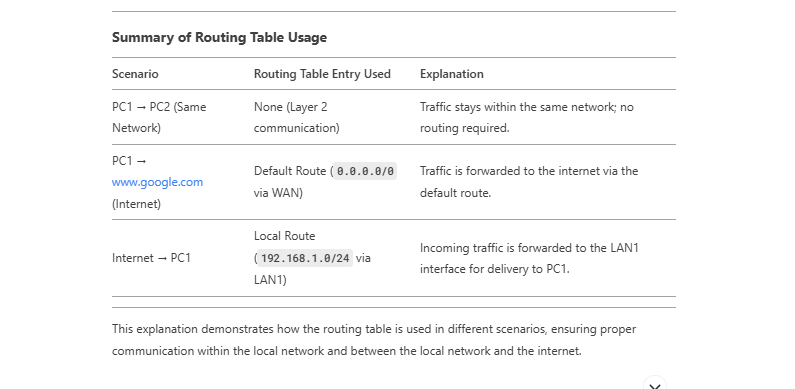 Summary of Routing Table Usage
Scenario Routing Table Entry Used Explanation
PC1 → PC2 (Same Network) None (Layer 2 communication) Traffic stays within the same network; no routing required.
PC1 → www.google.com (Internet) Default Route (0.0.0.0/0 via WAN) Traffic is forwarded to the internet via the default route.
Internet → PC1 Local Route (192.168.1.0/24 via LAN1) Incoming traffic is forwarded to the LAN1 interface for delivery to PC1.
This explanation demonstrates how the routing table is used in different scenarios, ensuring proper
communication within the local network and between the local network and the internet.